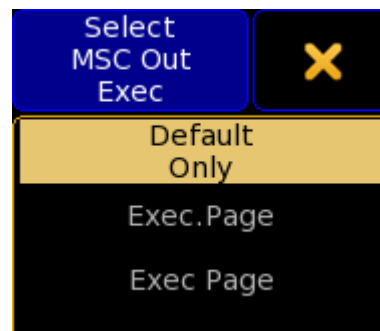 Select
MSC Out
Exec
Default
Only
Exec.Page
Exec Page